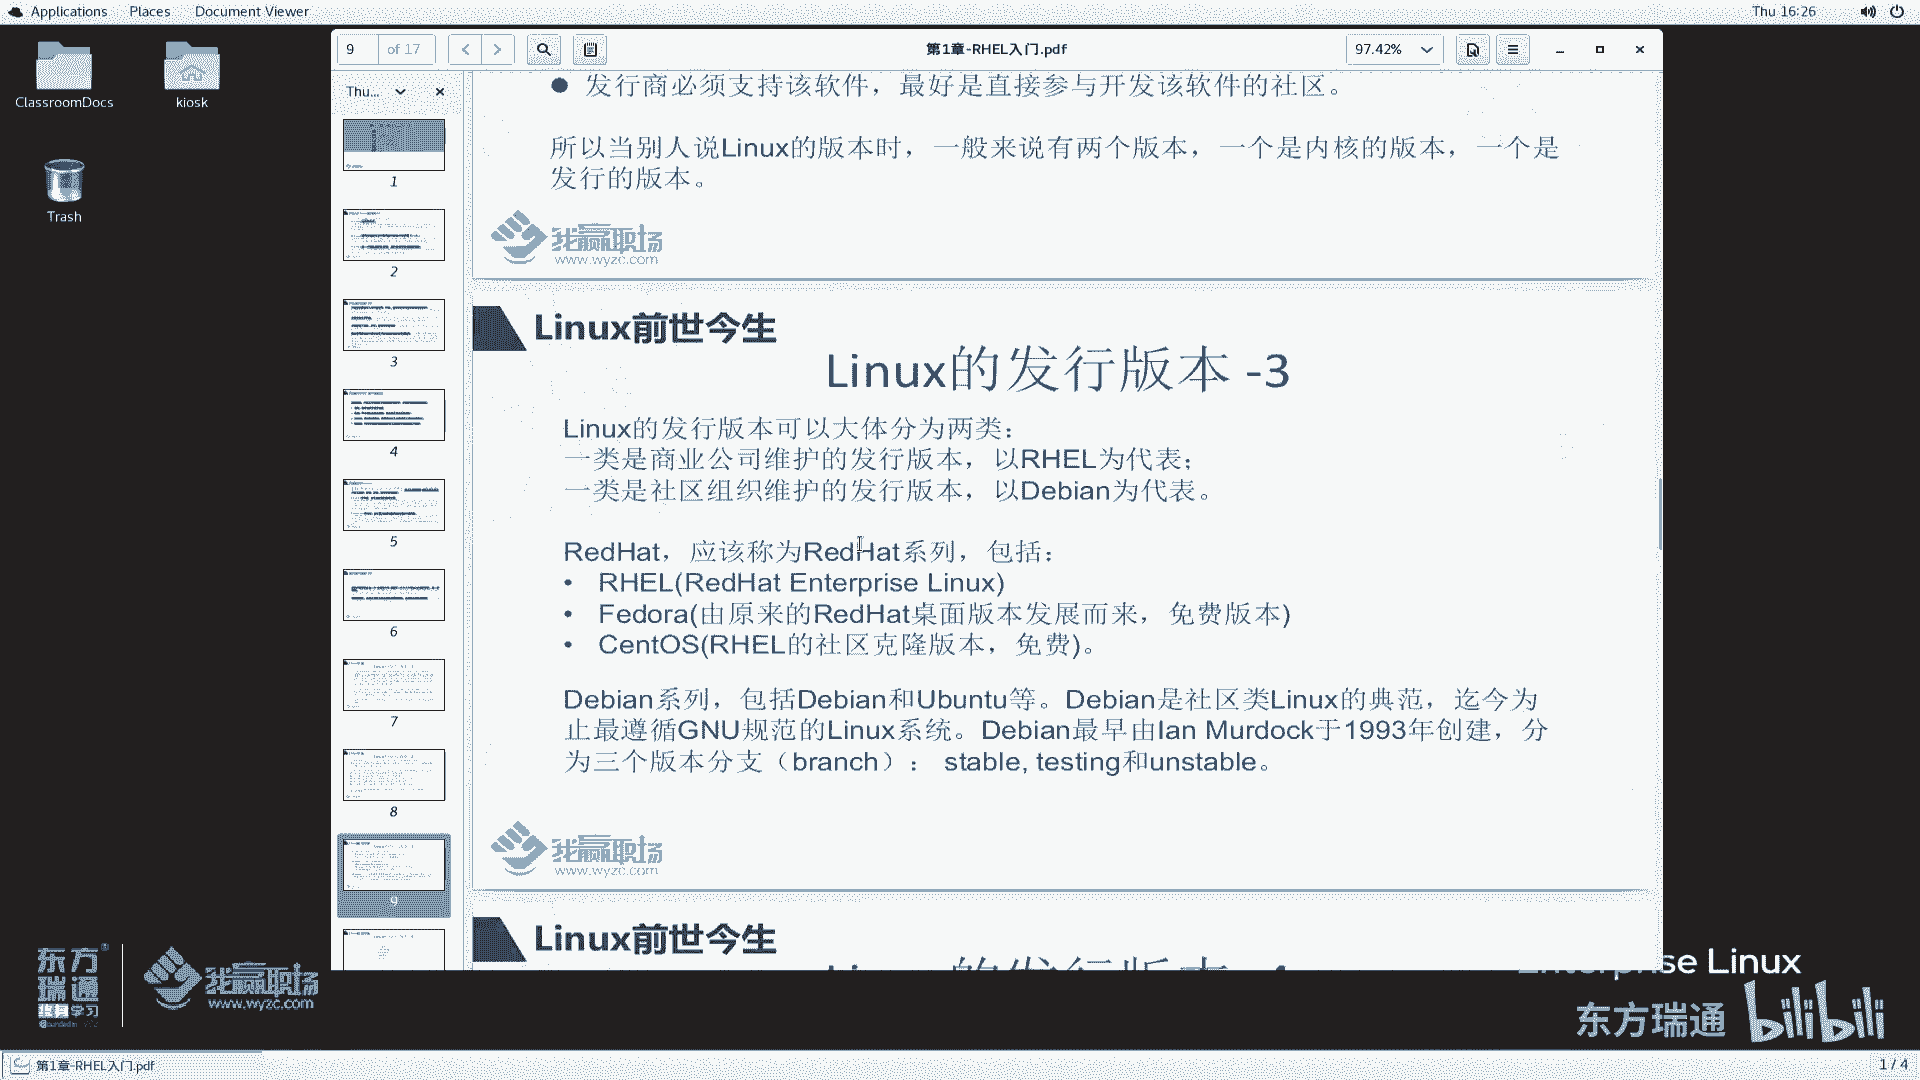 Applications Places Document Viewer Thu 16:26
ClassroomDocs
kiosk
Trash
9 of 17 第1章-RHEL入门.pdf 97.42%
Thu...
1
2
3
4
5
6
7
8
9
● 发行商必须支持该软件，最好是直接参与开发该软件的社区。
所以当别人说Linux的版本时，一般来说有两个版本，一个是内核的版本，一个是
发行的版本。
我赢职场
www.wyzc.com
Linux前世今生
Linux的发行版本 -3
Linux的发行版本可以大体分为两类：
一类是商业公司维护的发行版本，以RHEL为代表；
一类是社区组织维护的发行版本，以Debian为代表。
RedHat，应该称为RedHat系列，包括：
• RHEL(RedHat Enterprise Linux)
• Fedora(由原来的RedHat桌面版本发展而来，免费版本)
• CentOS(RHEL的社区克隆版本，免费)。
Debian系列，包括Debian和Ubuntu等。Debian是社区类Linux的典范，迄今为
止最遵循GNU规范的Linux系统。Debian最早由Ian Murdock于1993年创建，分
为三个版本分支（branch）： stable, testing和unstable。
我赢职场
www.wyzc.com
Linux前世今生
东方
瑞通
终身学习
我赢职场
www.wyzc.com
Enterprise Linux
东方瑞通 bilibili
第1章-RHEL入门.pdf
1 / 4